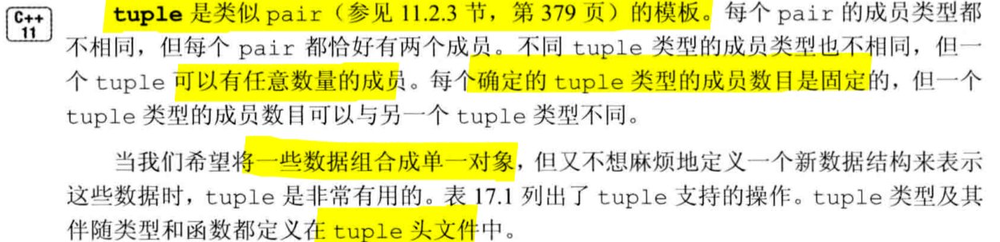 C++
11
tuple 是类似 pair（参见 11.2.3 节，第 379 页）的模板。每个 pair 的成员类型都
不相同，但每个 pair 都恰好有两个成员。不同 tuple 类型的成员类型也不相同，但一
个 tuple 可以有任意数量的成员。每个确定的 tuple 类型的成员数目是固定的，但一个
tuple 类型的成员数目可以与另一个 tuple 类型不同。
当我们希望将一些数据组合成单一对象，但又不想麻烦地定义一个新数据结构来表示
这些数据时，tuple 是非常有用的。表 17.1 列出了 tuple 支持的操作。tuple 类型及其
伴随类型和函数都定义在 tuple 头文件中。